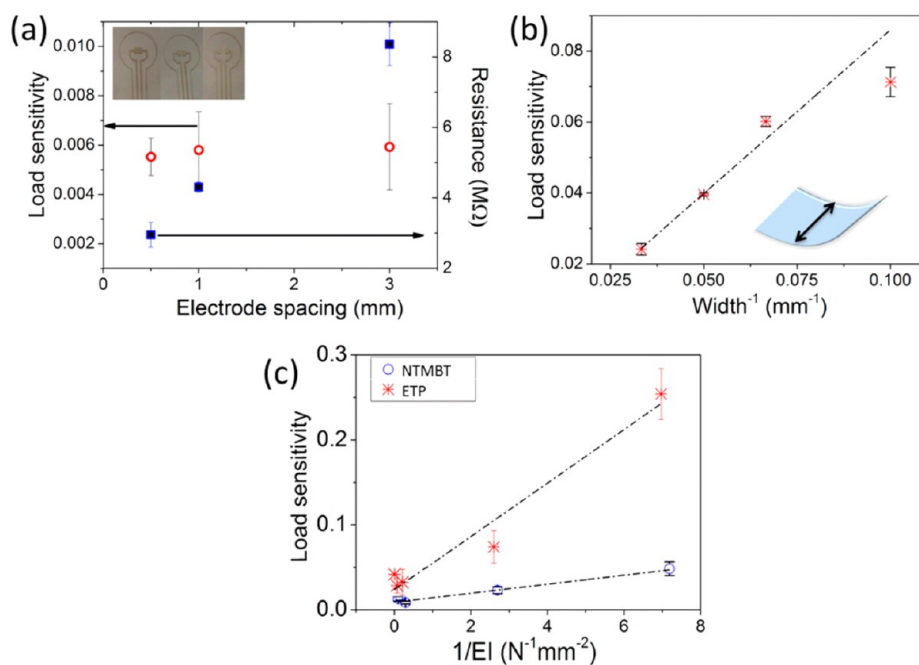 (a)
Load sensitivity
0.010
0.008
0.006
0.004
0.002
8
6
4
2
Resistance (MΩ)
0 1 2 3
Electrode spacing (mm)
(b)
Load sensitivity
0.08
0.06
0.04
0.02
0.025 0.050 0.075 0.100
Width⁻¹ (mm⁻¹)
(c)
Load sensitivity
0.3
0.2
0.1
0.0
NTMBT
ETP
0 2 4 6 8
1/EI (N⁻¹mm⁻²)